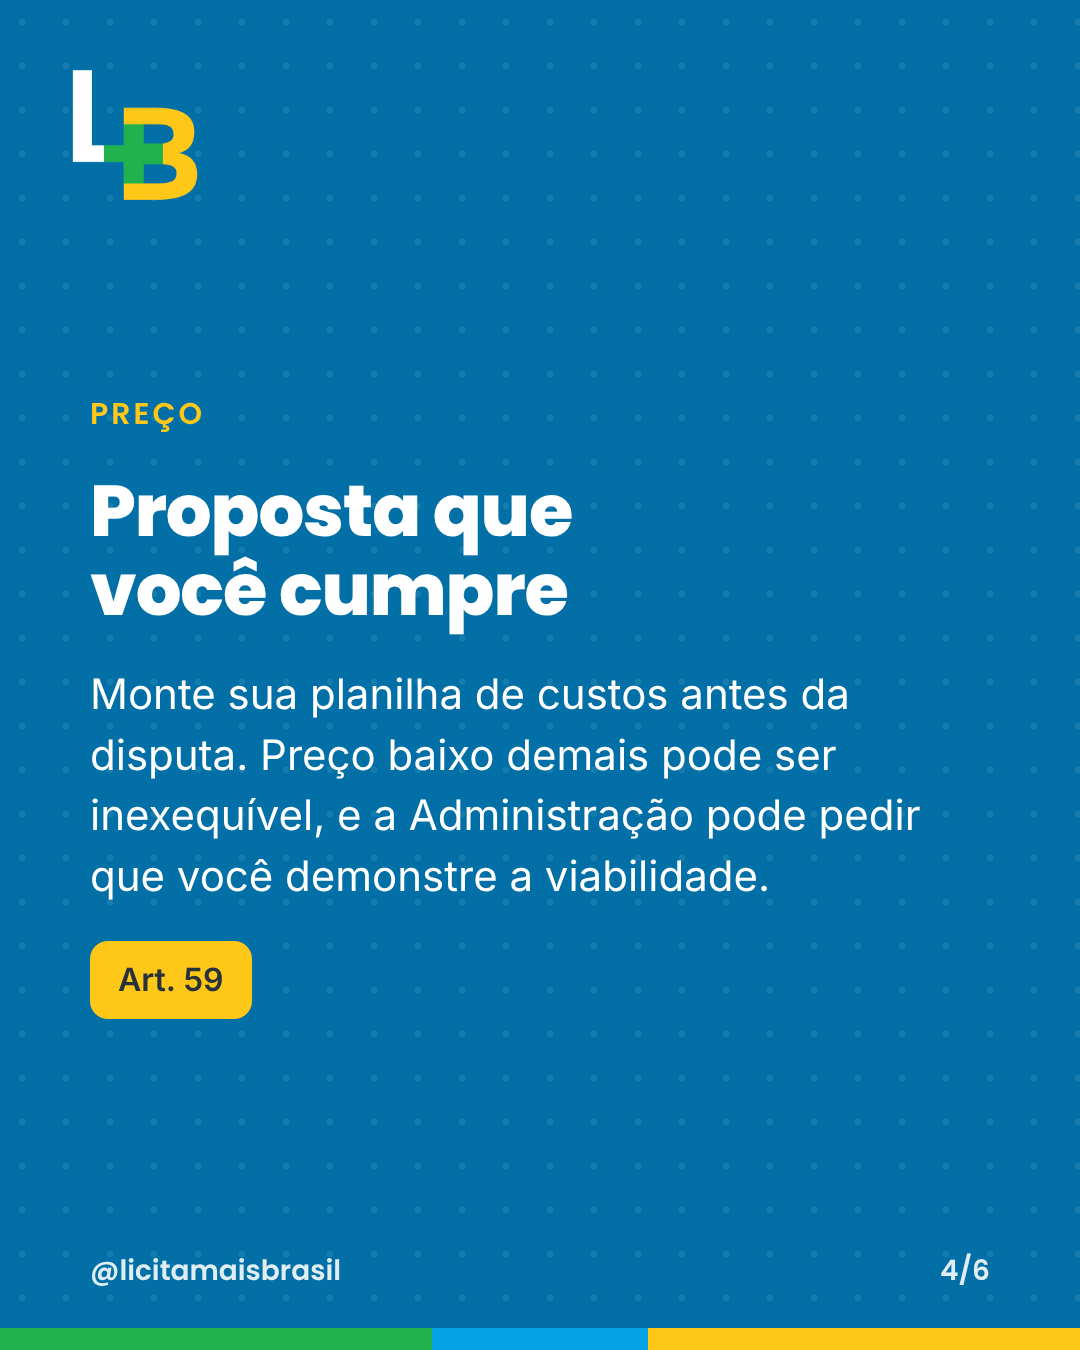 L+B
PREÇO
Proposta que
você cumpre
Monte sua planilha de custos antes da
disputa. Preço baixo demais pode ser
inexequível, e a Administração pode pedir
que você demonstre a viabilidade.
Art. 59
@licitamaisbrasil
4/6